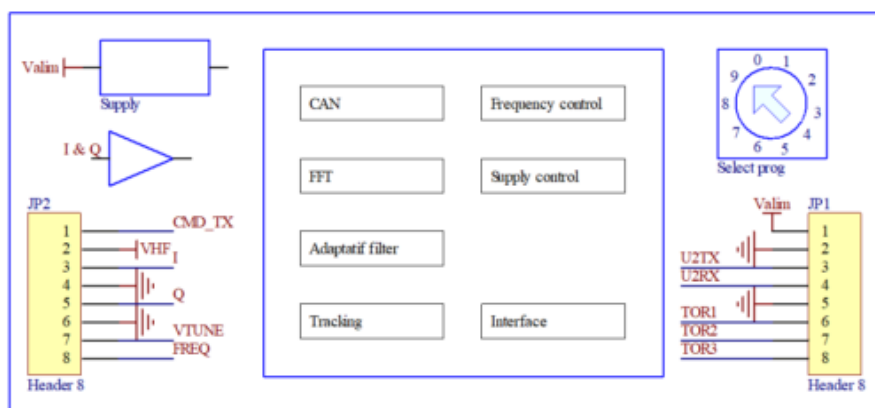 Valim
Supply
I & Q
JP2
1
2
3
4
5
6
7
8
CMD_TX
VHF
I
Q
VTUNE
FREQ
Header 8
CAN
Frequency control
FFT
Supply control
Adaptatif filter
Tracking
Interface
0
1
2
3
4
5
6
7
8
9
Select prog
JP1
Valim
U2TX
U2RX
TOR1
TOR2
TOR3
1
2
3
4
5
6
7
8
Header 8